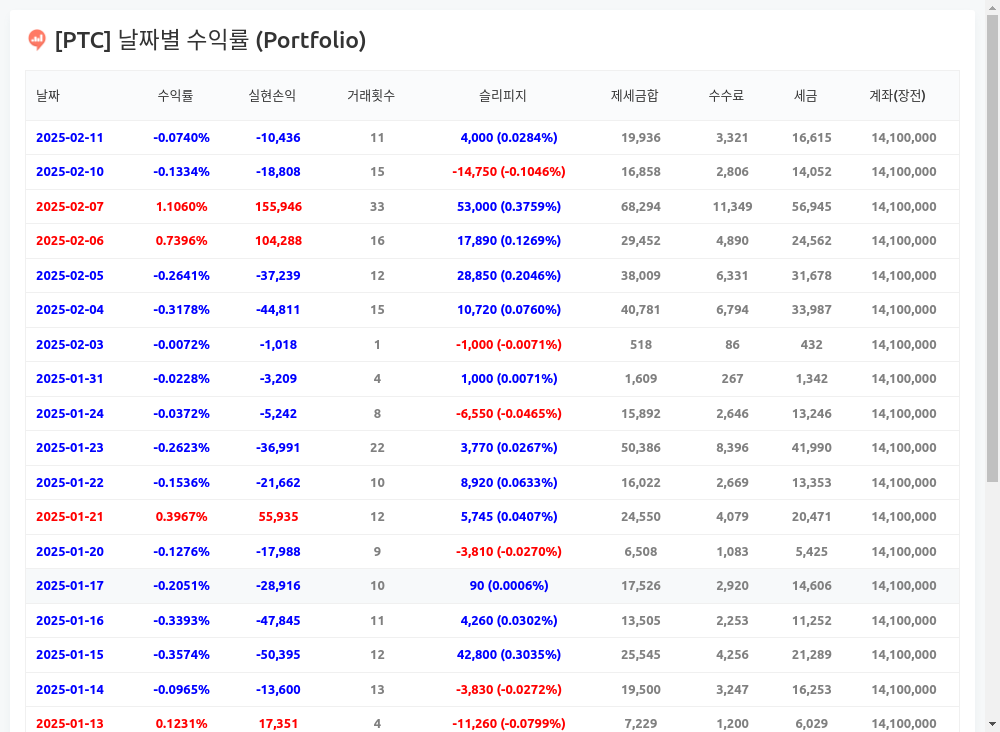 [PTC] 날짜별 수익률 (Portfolio)
날짜 수익률 실현손익 거래횟수 슬리피지 제세금합 수수료 세금 계좌(장전)
2025-02-11 -0.0740% -10,436 11 4,000 (0.0284%) 19,936 3,321 16,615 14,100,000
2025-02-10 -0.1334% -18,808 15 -14,750 (-0.1046%) 16,858 2,806 14,052 14,100,000
2025-02-07 1.1060% 155,946 33 53,000 (0.3759%) 68,294 11,349 56,945 14,100,000
2025-02-06 0.7396% 104,288 16 17,890 (0.1269%) 29,452 4,890 24,562 14,100,000
2025-02-05 -0.2641% -37,239 12 28,850 (0.2046%) 38,009 6,331 31,678 14,100,000
2025-02-04 -0.3178% -44,811 15 10,720 (0.0760%) 40,781 6,794 33,987 14,100,000
2025-02-03 -0.0072% -1,018 1 -1,000 (-0.0071%) 518 86 432 14,100,000
2025-01-31 -0.0228% -3,209 4 1,000 (0.0071%) 1,609 267 1,342 14,100,000
2025-01-24 -0.0372% -5,242 8 -6,550 (-0.0465%) 15,892 2,646 13,246 14,100,000
2025-01-23 -0.2623% -36,991 22 3,770 (0.0267%) 50,386 8,396 41,990 14,100,000
2025-01-22 -0.1536% -21,662 10 8,920 (0.0633%) 16,022 2,669 13,353 14,100,000
2025-01-21 0.3967% 55,935 12 5,745 (0.0407%) 24,550 4,079 20,471 14,100,000
2025-01-20 -0.1276% -17,988 9 -3,810 (-0.0270%) 6,508 1,083 5,425 14,100,000
2025-01-17 -0.2051% -28,916 10 90 (0.0006%) 17,526 2,920 14,606 14,100,000
2025-01-16 -0.3393% -47,845 11 4,260 (0.0302%) 13,505 2,253 11,252 14,100,000
2025-01-15 -0.3574% -50,395 12 42,800 (0.3035%) 25,545 4,256 21,289 14,100,000
2025-01-14 -0.0965% -13,600 13 -3,830 (-0.0272%) 19,500 3,247 16,253 14,100,000
2025-01-13 0.1231% 17,351 4 -11,260 (-0.0799%) 7,229 1,200 6,029 14,100,000